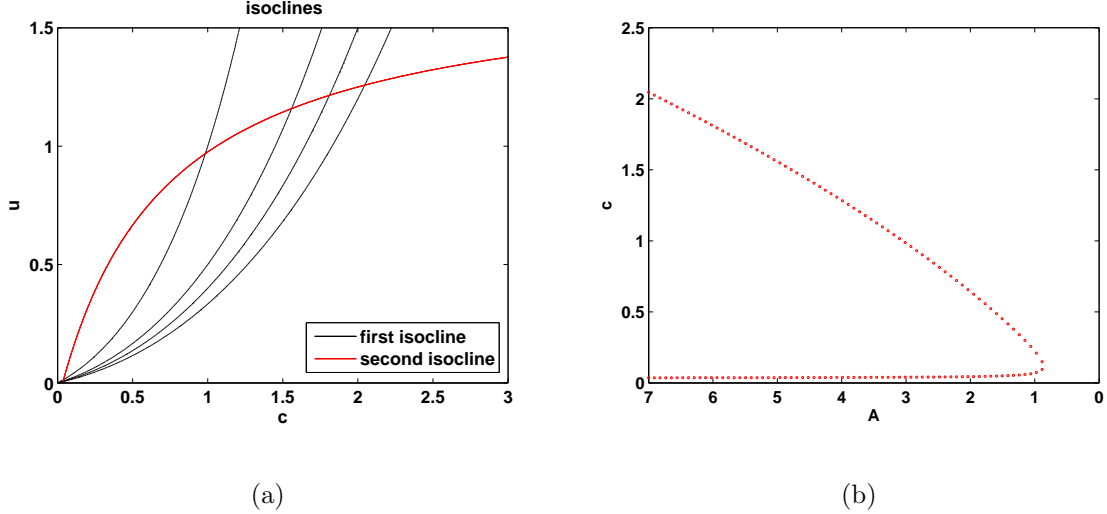 isoclines
1.5
1
0.5
0
u
0 0.5 1 1.5 2 2.5 3
c
first isocline
second isocline
(a)
2.5
2
1.5
1
0.5
0
c
7 6 5 4 3 2 1 0
A
(b)